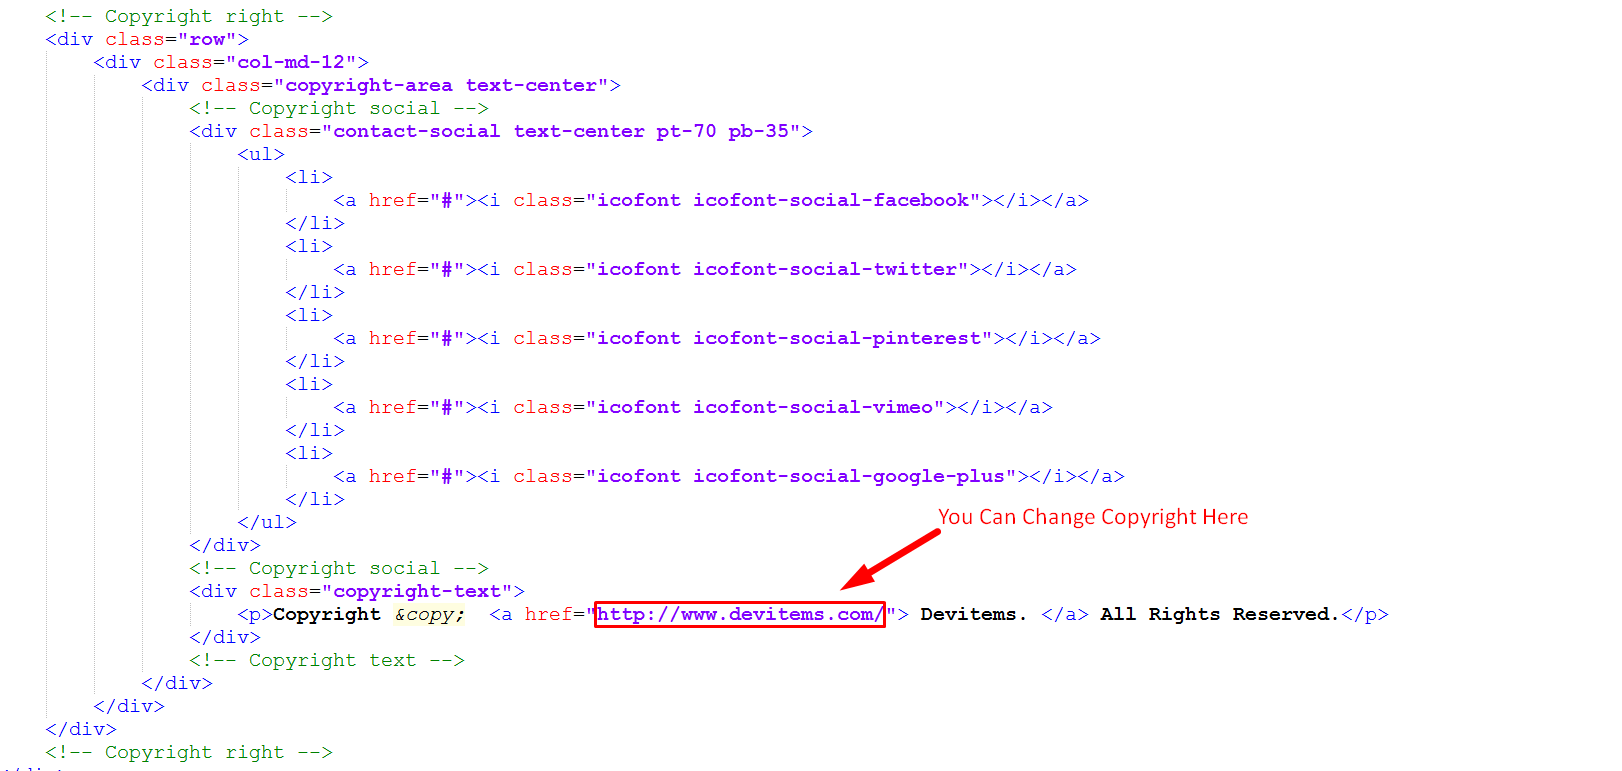 <!-- Copyright right -->
<div class="row">
<div class="col-md-12">
<div class="copyright-area text-center">
<!-- Copyright social -->
<div class="contact-social text-center pt-70 pb-35">
<ul>
<li>
<a href="#"><i class="icofont icofont-social-facebook"></i></a>
</li>
<li>
<a href="#"><i class="icofont icofont-social-twitter"></i></a>
</li>
<li>
<a href="#"><i class="icofont icofont-social-pinterest"></i></a>
</li>
<li>
<a href="#"><i class="icofont icofont-social-vimeo"></i></a>
</li>
<li>
<a href="#"><i class="icofont icofont-social-google-plus"></i></a>
</li>
You Can Change Copyright Here
</ul>
</div>
<!-- Copyright social -->
<div class="copyright-text">
<p>Copyright &copy;  <a href="http://www.devitems.com/"> Devitems. </a> All Rights Reserved.</p>
</div>
<!-- Copyright text -->
</div>
</div>
</div>
<!-- Copyright right -->